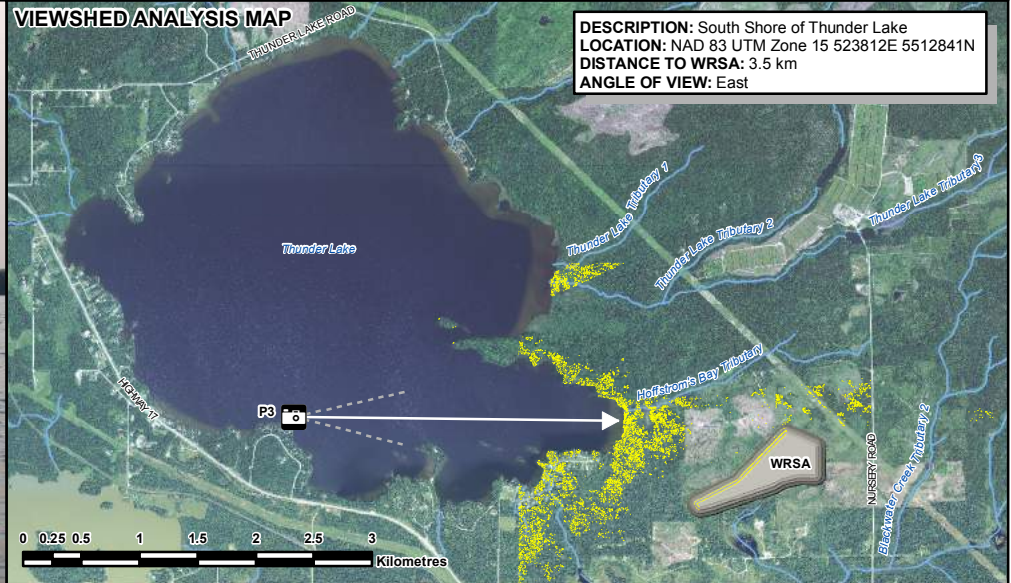 VIEWSHED ANALYSIS MAP
DESCRIPTION: South Shore of Thunder Lake
LOCATION: NAD 83 UTM Zone 15 523812E 5512841N
DISTANCE TO WRSA: 3.5 km
ANGLE OF VIEW: East
THUNDER LAKE ROAD
Thunder Lake Tributary 1
Thunder Lake Tributary 2
Thunder Lake Tributary 3
Thunder Lake
Hoffstrom's Bay Tributary
HIGHWAY 17
P3
WRSA
NURSERY ROAD
Blackwater Creek Tributary 2
0 0.25 0.5 1 1.5 2 2.5 3
Kilometres